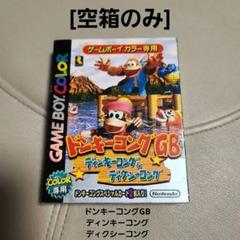 [空箱のみ]
ゲームボーイカラー専用
GAME BOY COLOR
ドンキーコングGB
ディンキーコング&
ディクシーコング
COLOR
専用
Nintendo
ドンキーコングGB
ディンキーコング
ディクシーコング